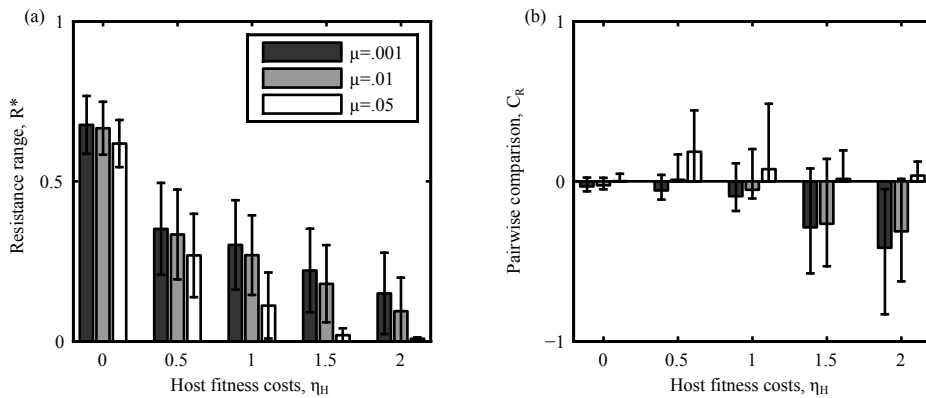 (a)
1
0.5
0
Resistance range, R*
µ=.001
µ=.01
µ=.05
0 0.5 1 1.5 2
Host fitness costs, ηH
(b)
1
0
−1
Pairwise comparison, CR
0 0.5 1 1.5 2
Host fitness costs, ηH